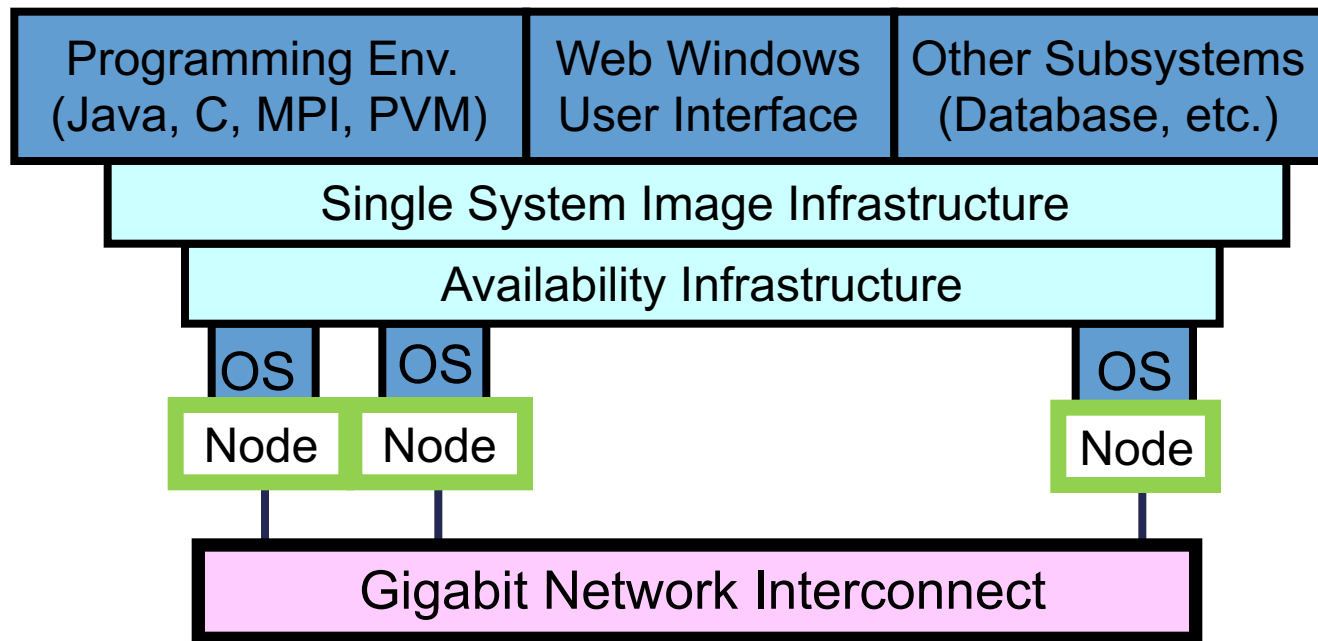 Programming Env.
(Java, C, MPI, PVM)
Web Windows
User Interface
Other Subsystems
(Database, etc.)
Single System Image Infrastructure
Availability Infrastructure
OS
OS
OS
Node
Node
Node
Gigabit Network Interconnect